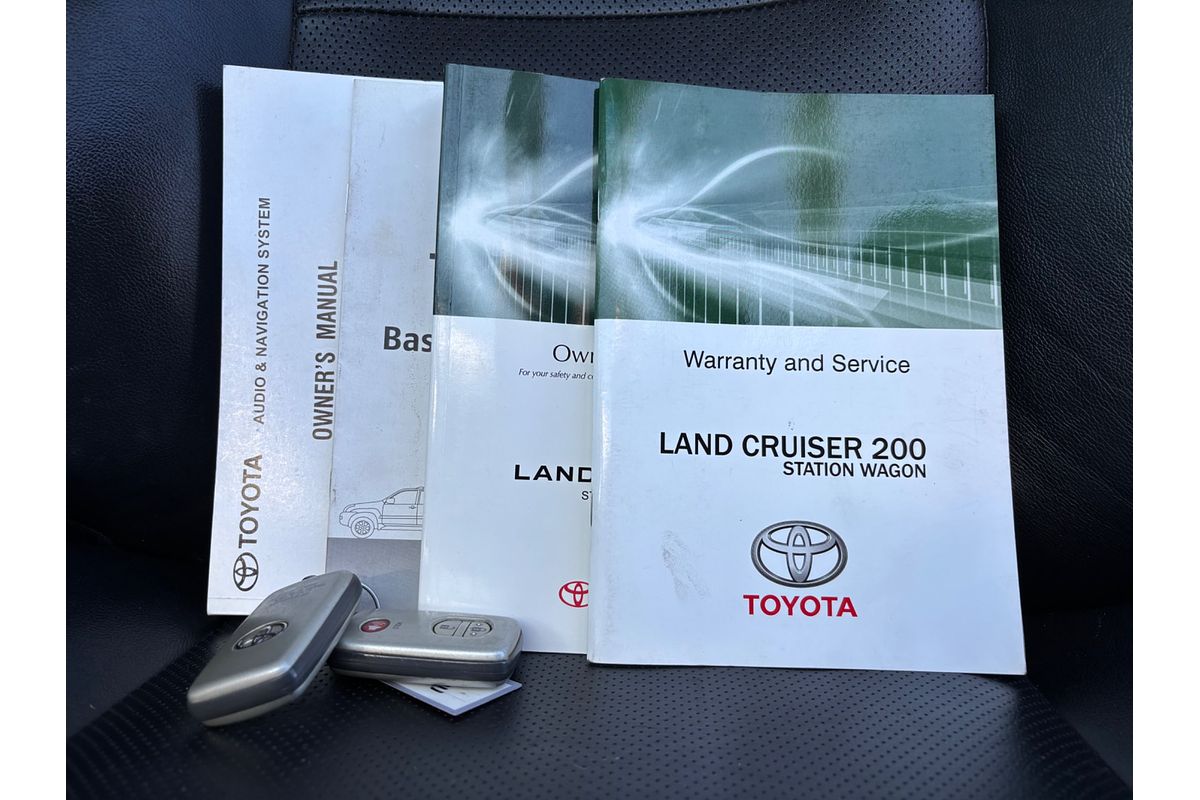 TOYOTA
AUDIO & NAVIGATION SYSTEM
OWNER'S MANUAL
Bas
Own
For your safety and c
LAND
ST
Warranty and Service
LAND CRUISER 200
STATION WAGON
TOYOTA